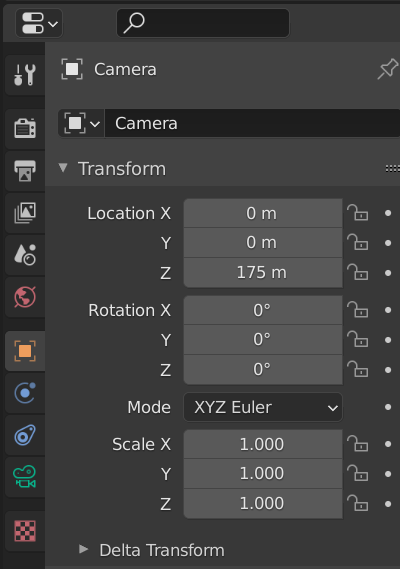 Camera
Camera
Transform
Location X 0 m
Y 0 m
Z 175 m
Rotation X 0°
Y 0°
Z 0°
Mode XYZ Euler
Scale X 1.000
Y 1.000
Z 1.000
Delta Transform